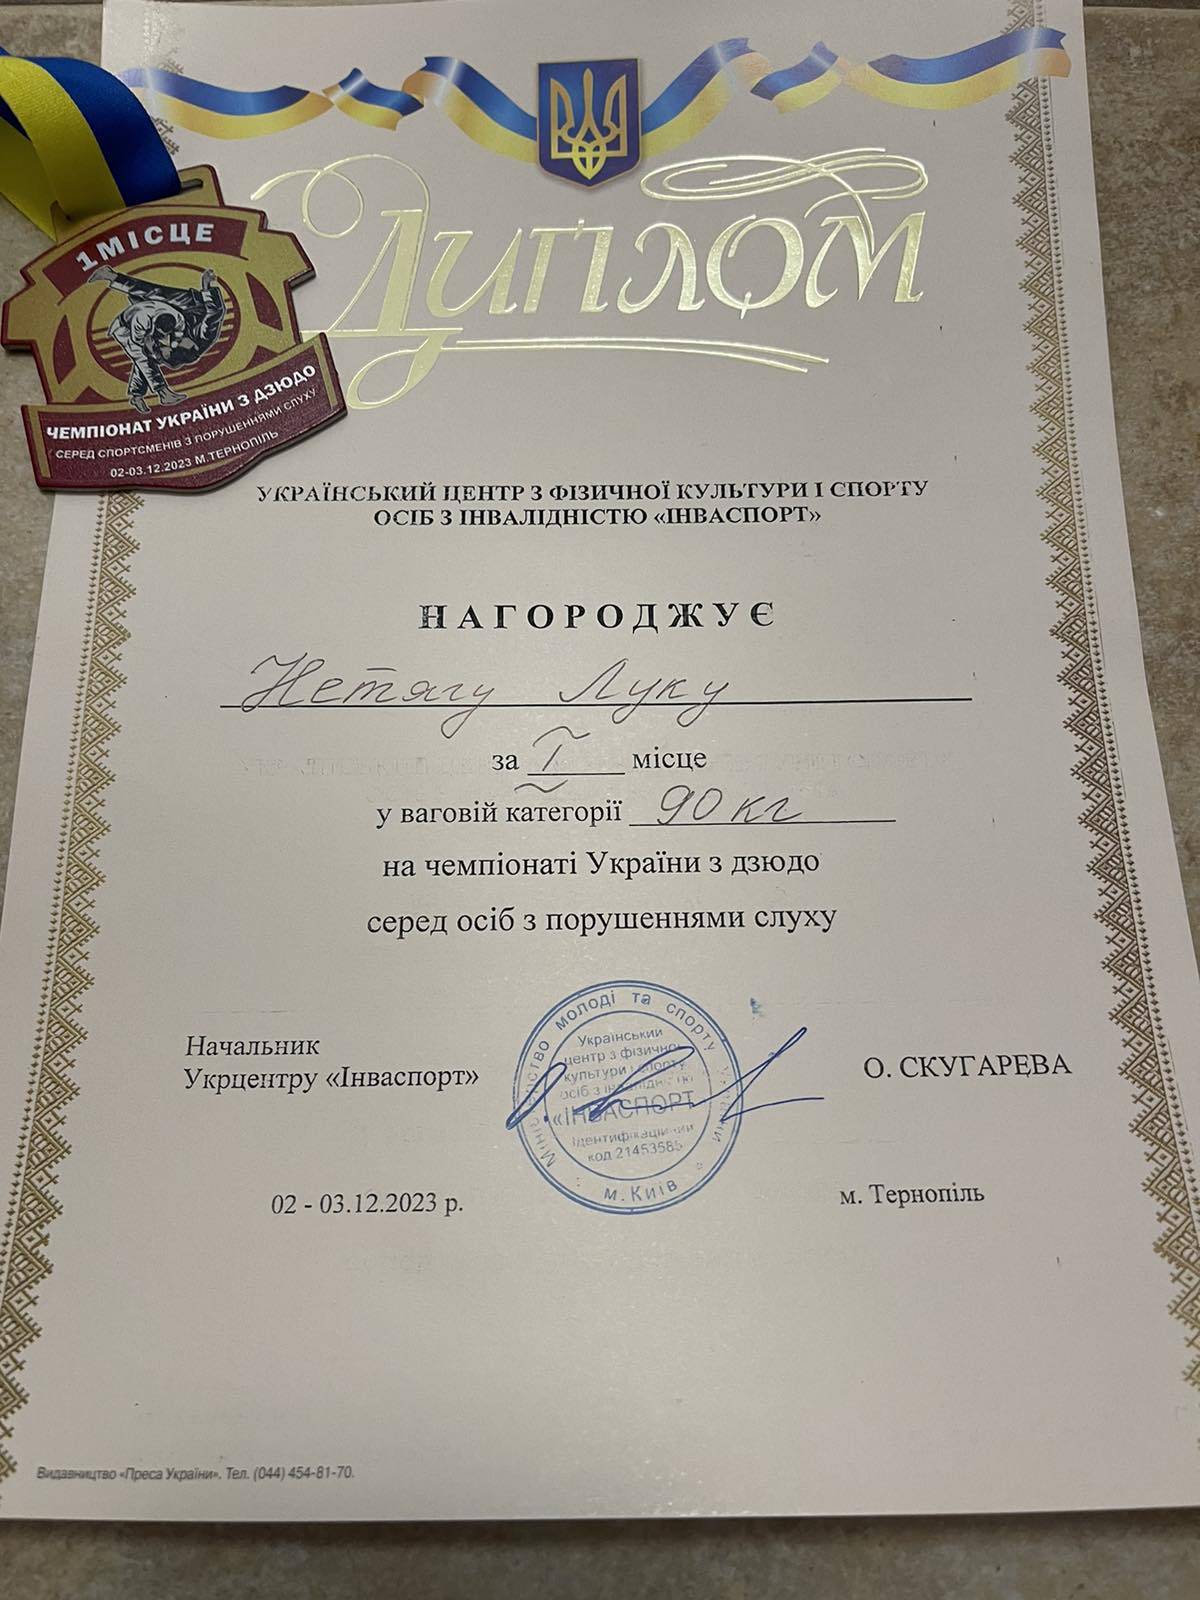 Диплом
1 МІСЦЕ
ЧЕМПІОНАТ УКРАЇНИ З ДЗЮДО
СЕРЕД СПОРТСМЕНІВ З ПОРУШЕННЯМИ СЛУХУ
02-03.12.2023 М.ТЕРНОПІЛЬ
УКРАЇНСЬКИЙ ЦЕНТР З ФІЗИЧНОЇ КУЛЬТУРИ І СПОРТУ
ОСІБ З ІНВАЛІДНІСТЮ «ІНВАСПОРТ»
НАГОРОДЖУЄ
Нетягу Луку
за I місце
у ваговій категорії 90 кг
на чемпіонаті України з дзюдо
серед осіб з порушеннями слуху
Начальник
Укрцентру «Інваспорт»
О. СКУГАРЕВА
Міністерство молоді та спорту України
Український
центр з фізичної
культури і спорту
осіб з інвалідністю
«ІНВАСПОРТ
Ідентифікаційний
код 21453585
м. Київ
02 - 03.12.2023 р.
м. Тернопіль
Видавництво «Преса України». Тел. (044) 454-81-70.